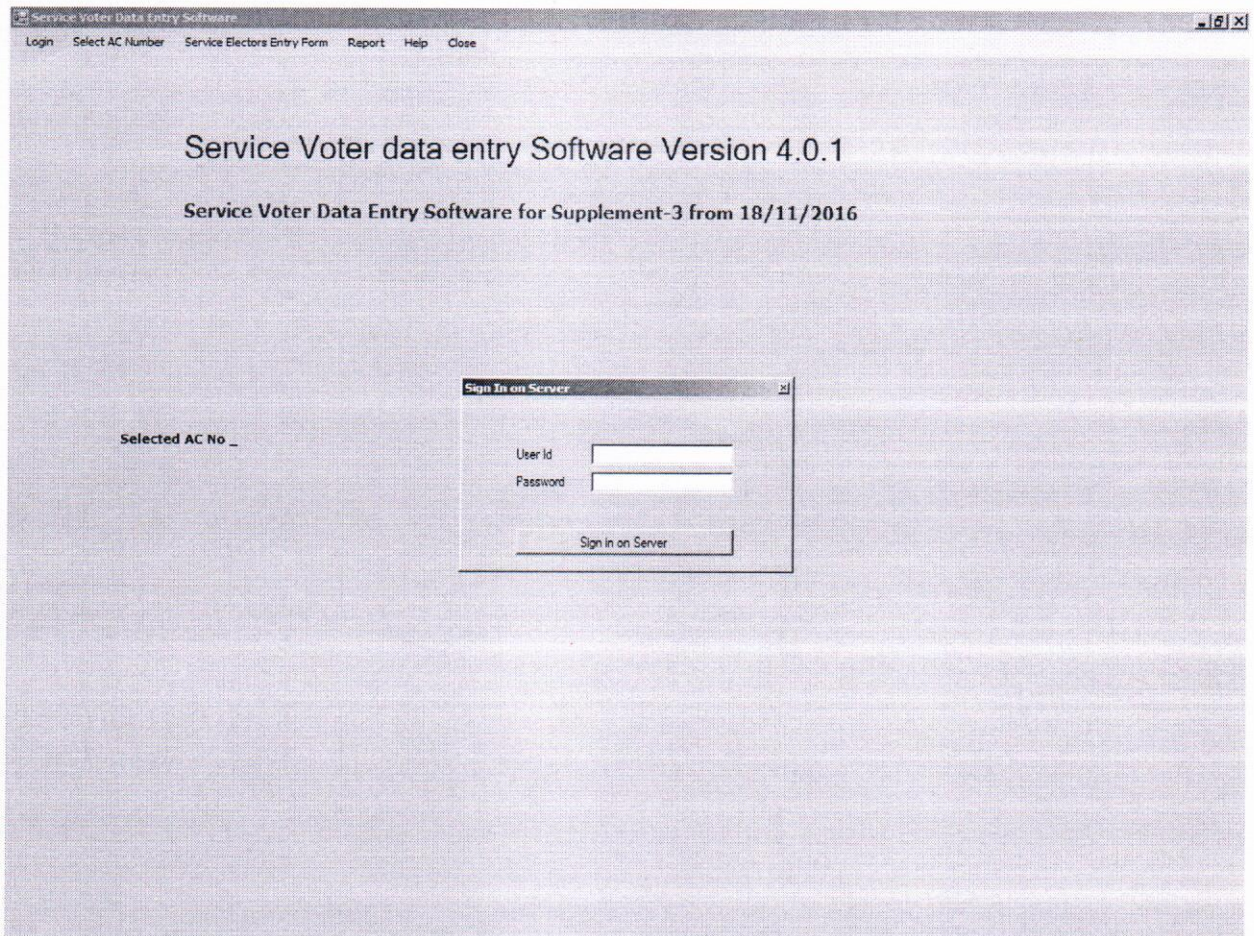 Service Voter Data Entry Software
Login Select AC Number Service Electors Entry Form Report Help Close
Service Voter data entry Software Version 4.0.1
Service Voter Data Entry Software for Supplement-3 from 18/11/2016
Sign In on Server
Selected AC No _
User Id
Password
Sign in on Server